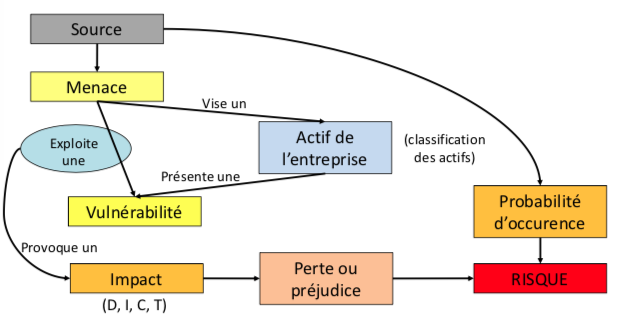 Source
Menace
Vise un
Exploite
une
Actif de
l’entreprise
(classification
des actifs)
Présente une
Vulnérabilité
Probabilité
d’occurence
Provoque un
Impact
Perte ou
préjudice
RISQUE
(D, I, C, T)